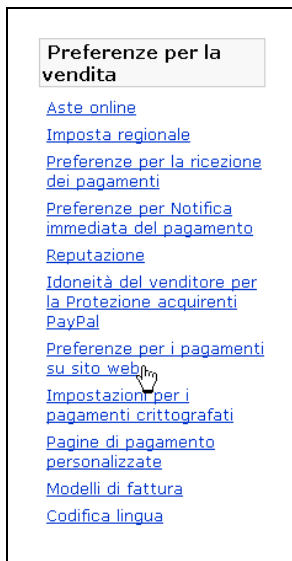 Preferenze per la
vendita
Aste online
Imposta regionale
Preferenze per la ricezione
dei pagamenti
Preferenze per Notifica
immediata del pagamento
Reputazione
Idoneità del venditore per
la Protezione acquirenti
PayPal
Preferenze per i pagamenti
su sito web
Impostazioni per i
pagamenti crittografati
Pagine di pagamento
personalizzate
Modelli di fattura
Codifica lingua